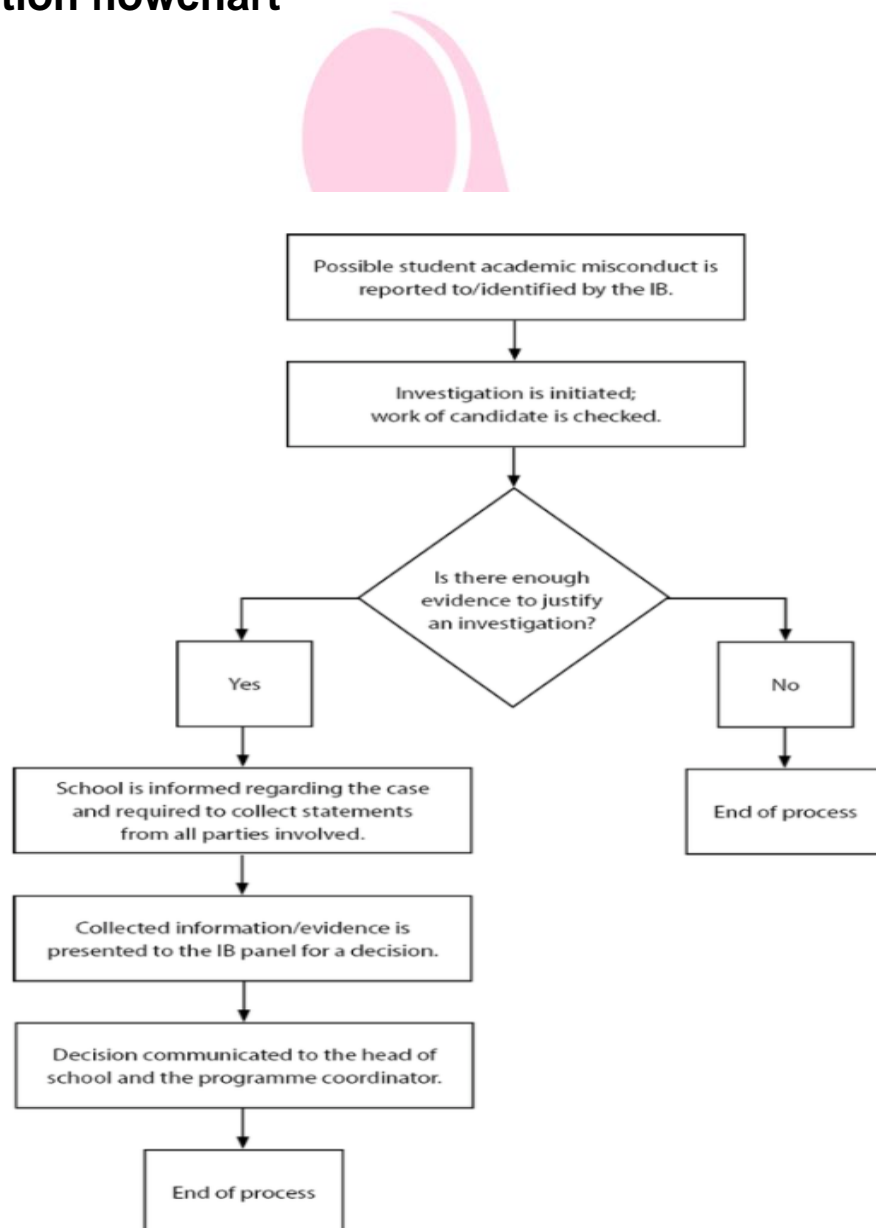 tion flowchart
Possible student academic misconduct is
reported to/identified by the IB.
Investigation is initiated;
work of candidate is checked.
Is there enough
evidence to justify
an investigation?
Yes
No
School is informed regarding the case
and required to collect statements
from all parties involved.
End of process
Collected information/evidence is
presented to the IB panel for a decision.
Decision communicated to the head of
school and the programme coordinator.
End of process